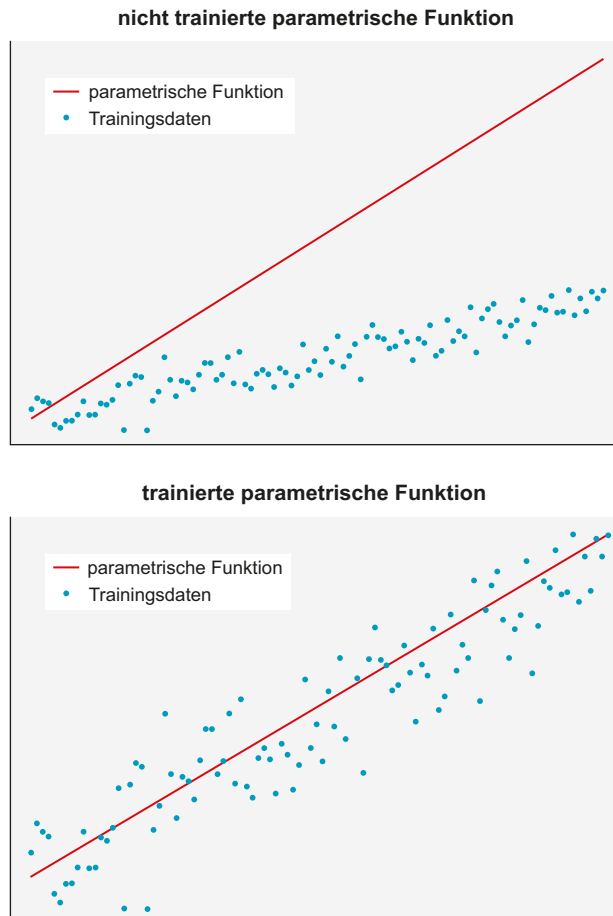 nicht trainierte parametrische Funktion
parametrische Funktion
Trainingsdaten
trainierte parametrische Funktion
parametrische Funktion
Trainingsdaten